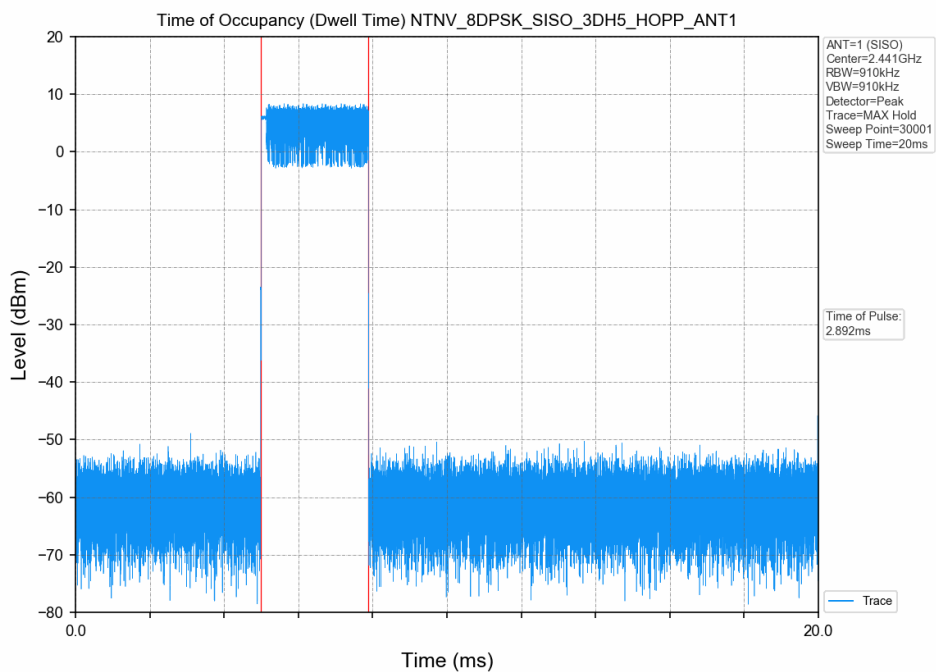 Time of Occupancy (Dwell Time) NTNV_8DPSK_SISO_3DH5_HOPP_ANT1
20
10
0
−10
−20
−30
−40
−50
−60
−70
−80
Level (dBm)
0.0
20.0
Time (ms)
ANT=1 (SISO)
Center=2.441GHz
RBW=910kHz
VBW=910kHz
Detector=Peak
Trace=MAX Hold
Sweep Point=30001
Sweep Time=20ms
Time of Pulse:
2.892ms
Trace